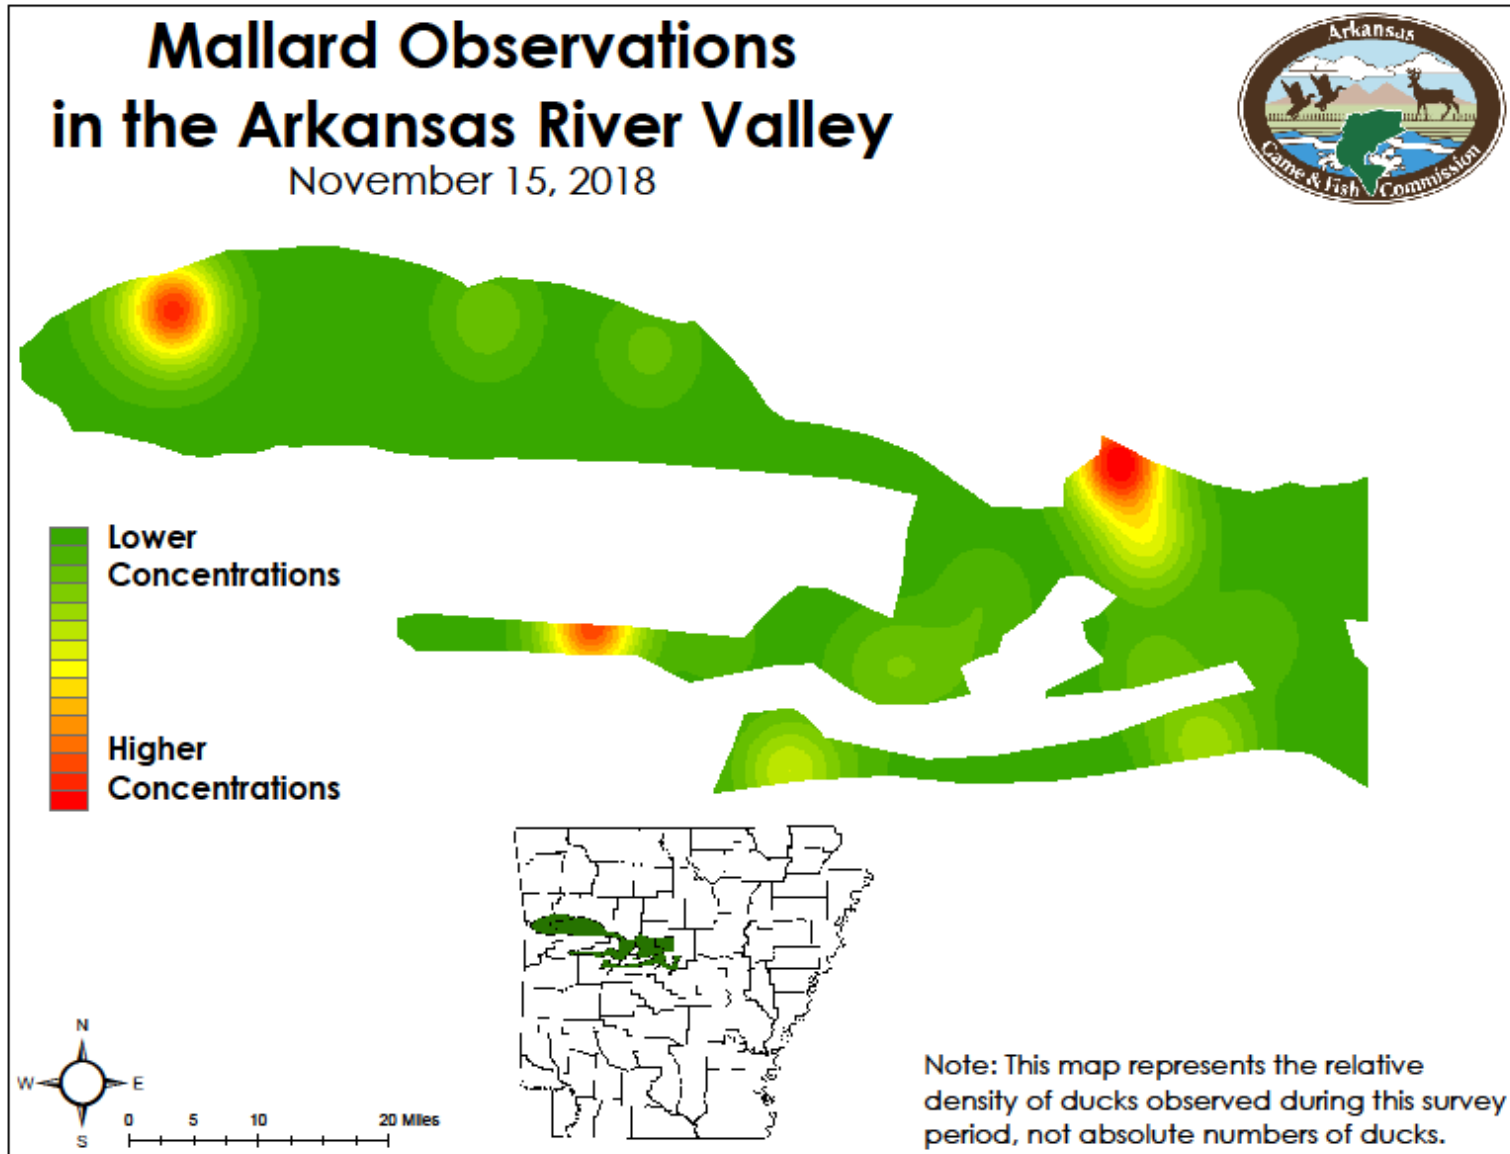 Mallard Observations
in the Arkansas River Valley
November 15, 2018
Arkansas
Game & Fish Commission
Lower
Concentrations
Higher
Concentrations
N
W E
S
0 5 10 20 Miles
Note: This map represents the relative
density of ducks observed during this survey
period, not absolute numbers of ducks.